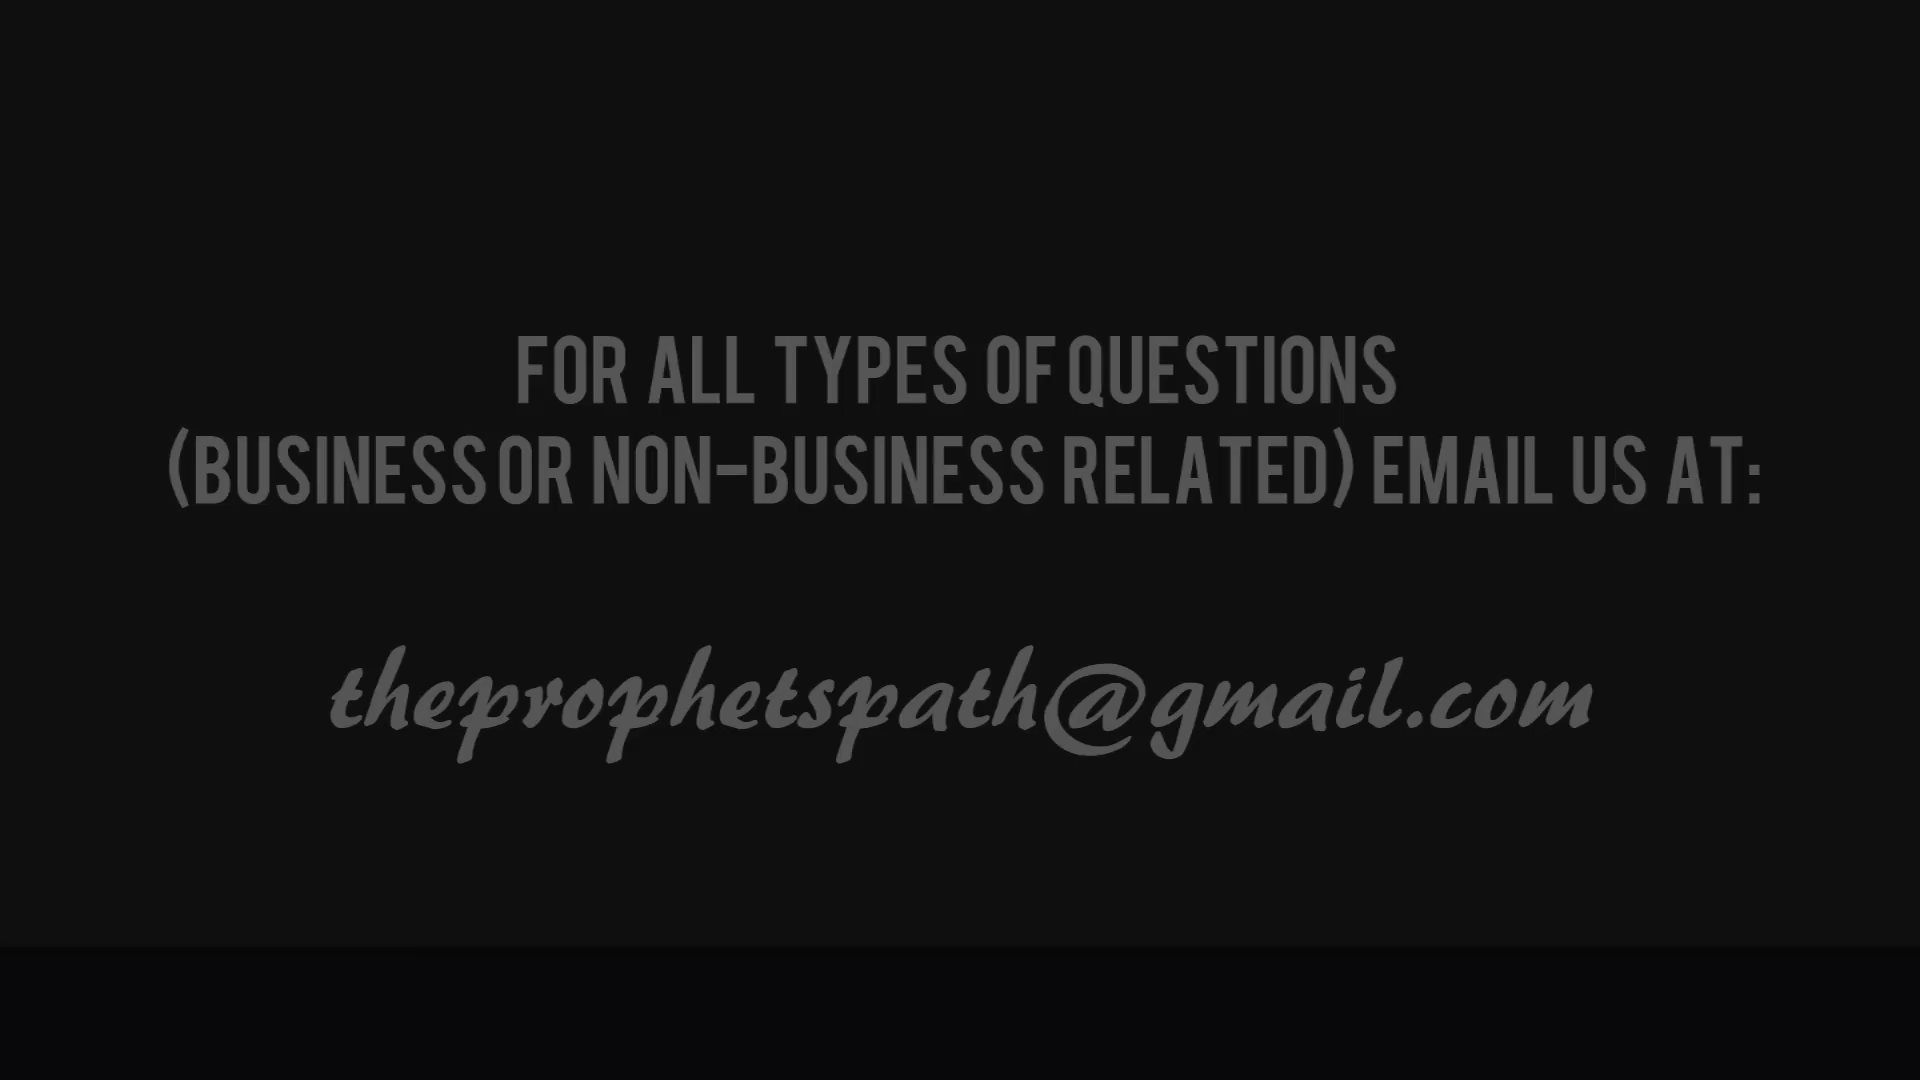 FOR ALL TYPES OF QUESTIONS
(BUSINESS OR NON-BUSINESS RELATED) EMAIL US AT:
theprophetspath@gmail.com